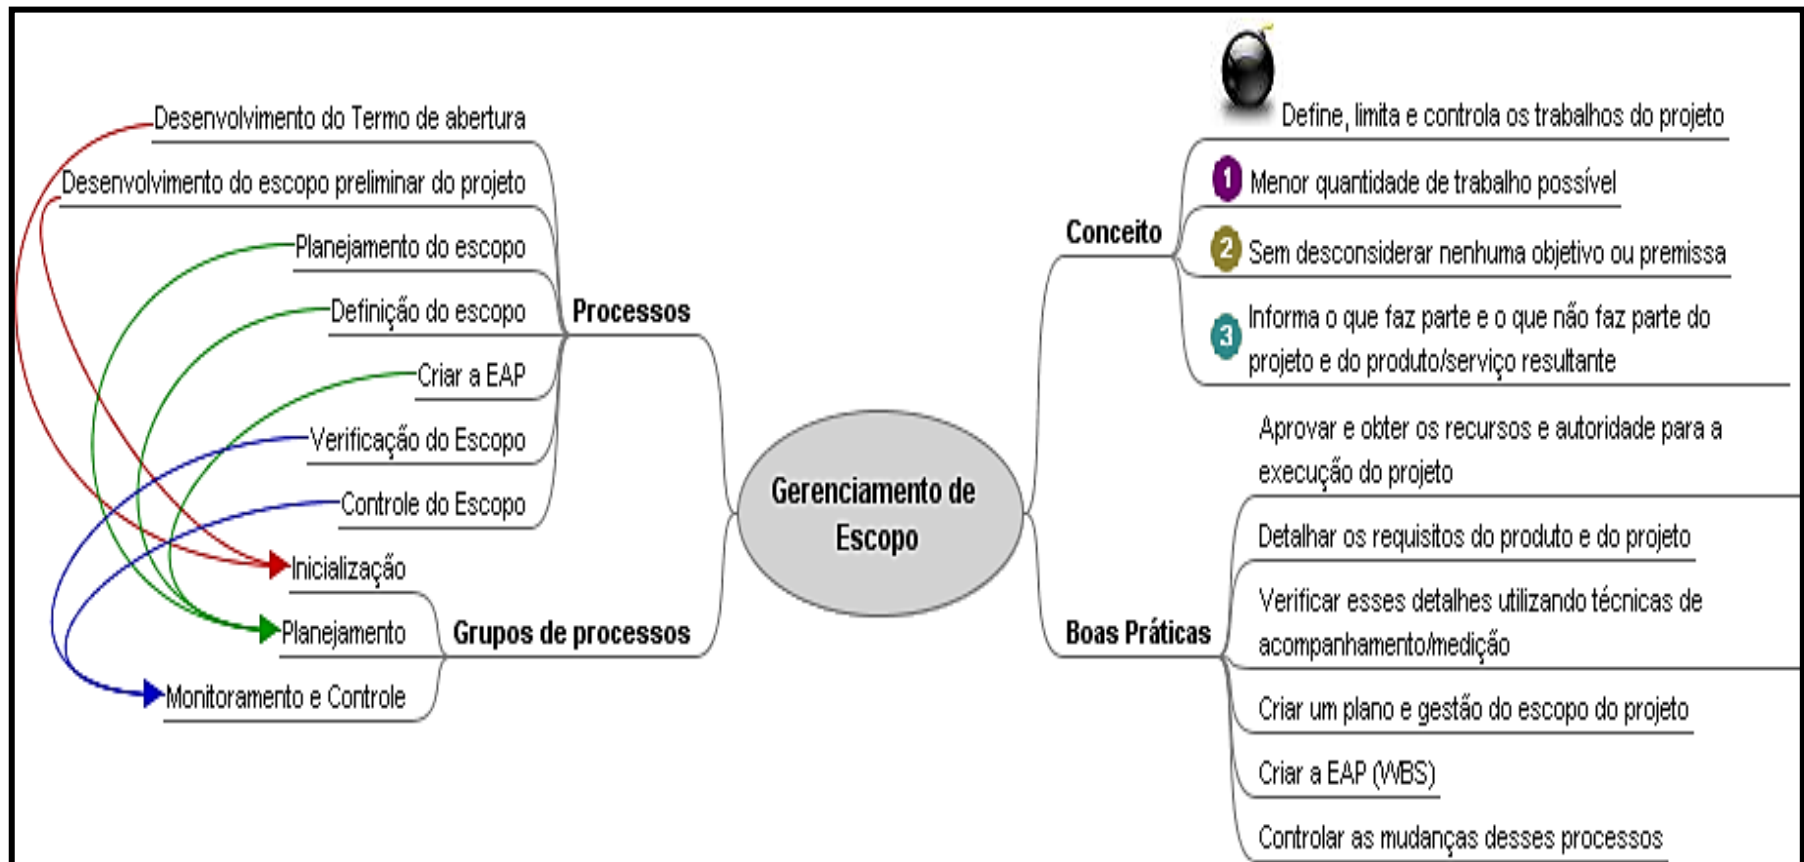 Desenvolvimento do Termo de abertura
Desenvolvimento do escopo preliminar do projeto
Planejamento do escopo
Definição do escopo
Criar a EAP
Verificação do Escopo
Controle do Escopo
Processos
Inicialização
Planejamento
Monitoramento e Controle
Grupos de processos
Gerenciamento de
Escopo
Conceito
Define, limita e controla os trabalhos do projeto
1 Menor quantidade de trabalho possível
2 Sem desconsiderar nenhuma objetivo ou premissa
3 Informa o que faz parte e o que não faz parte do
projeto e do produto/serviço resultante
Boas Práticas
Aprovar e obter os recursos e autoridade para a
execução do projeto
Detalhar os requisitos do produto e do projeto
Verificar esses detalhes utilizando técnicas de
acompanhamento/medição
Criar um plano e gestão do escopo do projeto
Criar a EAP (WBS)
Controlar as mudanças desses processos